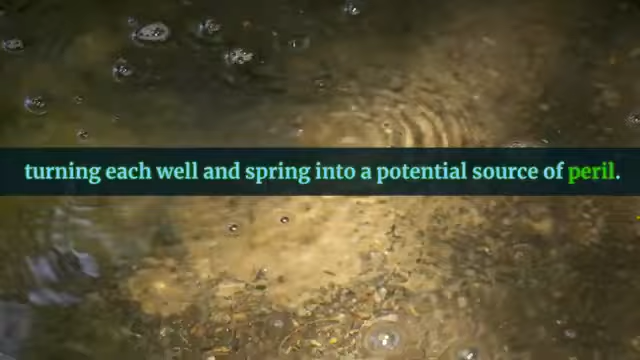 turning each well and spring into a potential source of peril.